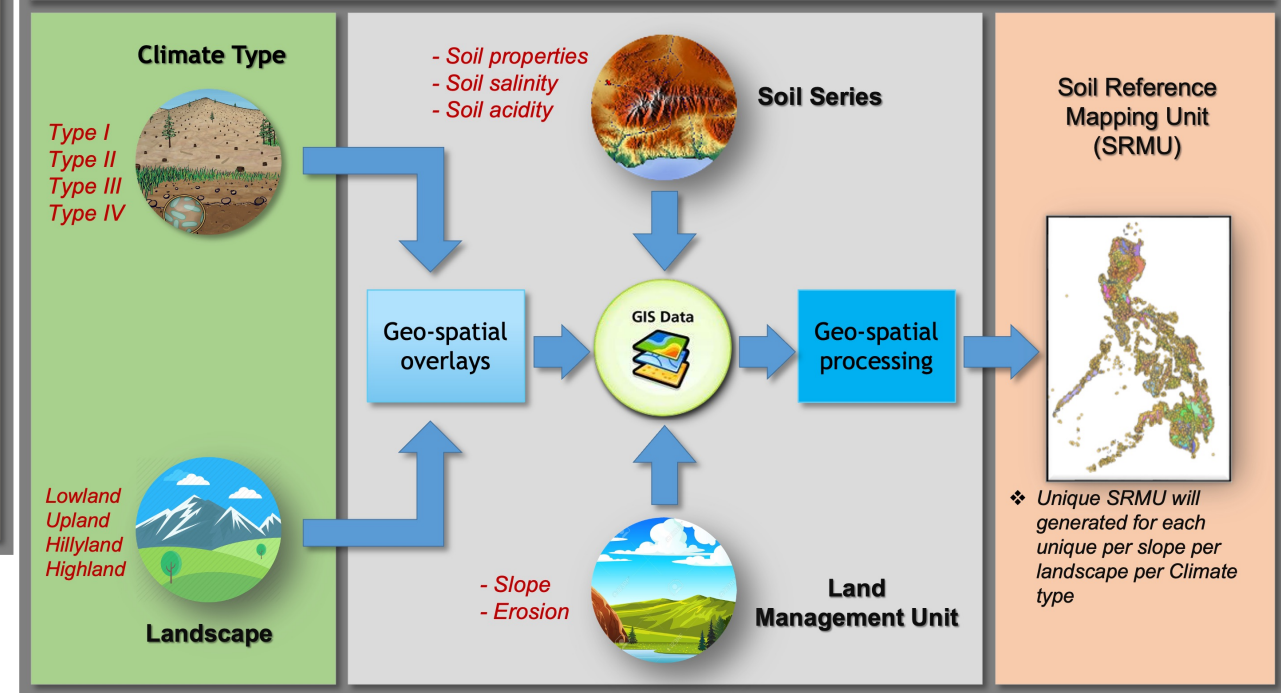 Climate Type
Type I
Type II
Type III
Type IV
Lowland
Upland
Hillyland
Highland
Landscape
- Soil properties
- Soil salinity
- Soil acidity
Soil Series
Geo-spatial
overlays
GIS Data
Geo-spatial
processing
- Slope
- Erosion
Land
Management Unit
Soil Reference
Mapping Unit
(SRMU)
❖ Unique SRMU will
generated for each
unique per slope per
landscape per Climate
type